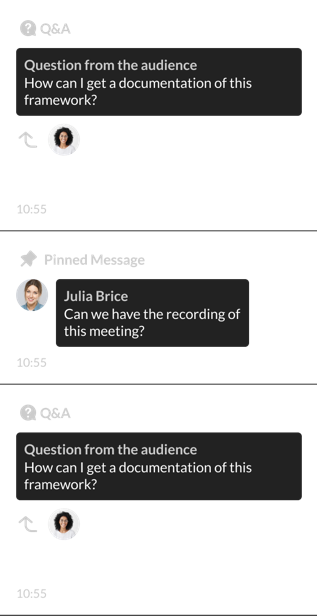 Q&A
Question from the audience
How can I get a documentation of this
framework?
10:55
Pinned Message
Julia Brice
Can we have the recording of
this meeting?
10:55
Q&A
Question from the audience
How can I get a documentation of this
framework?
10:55